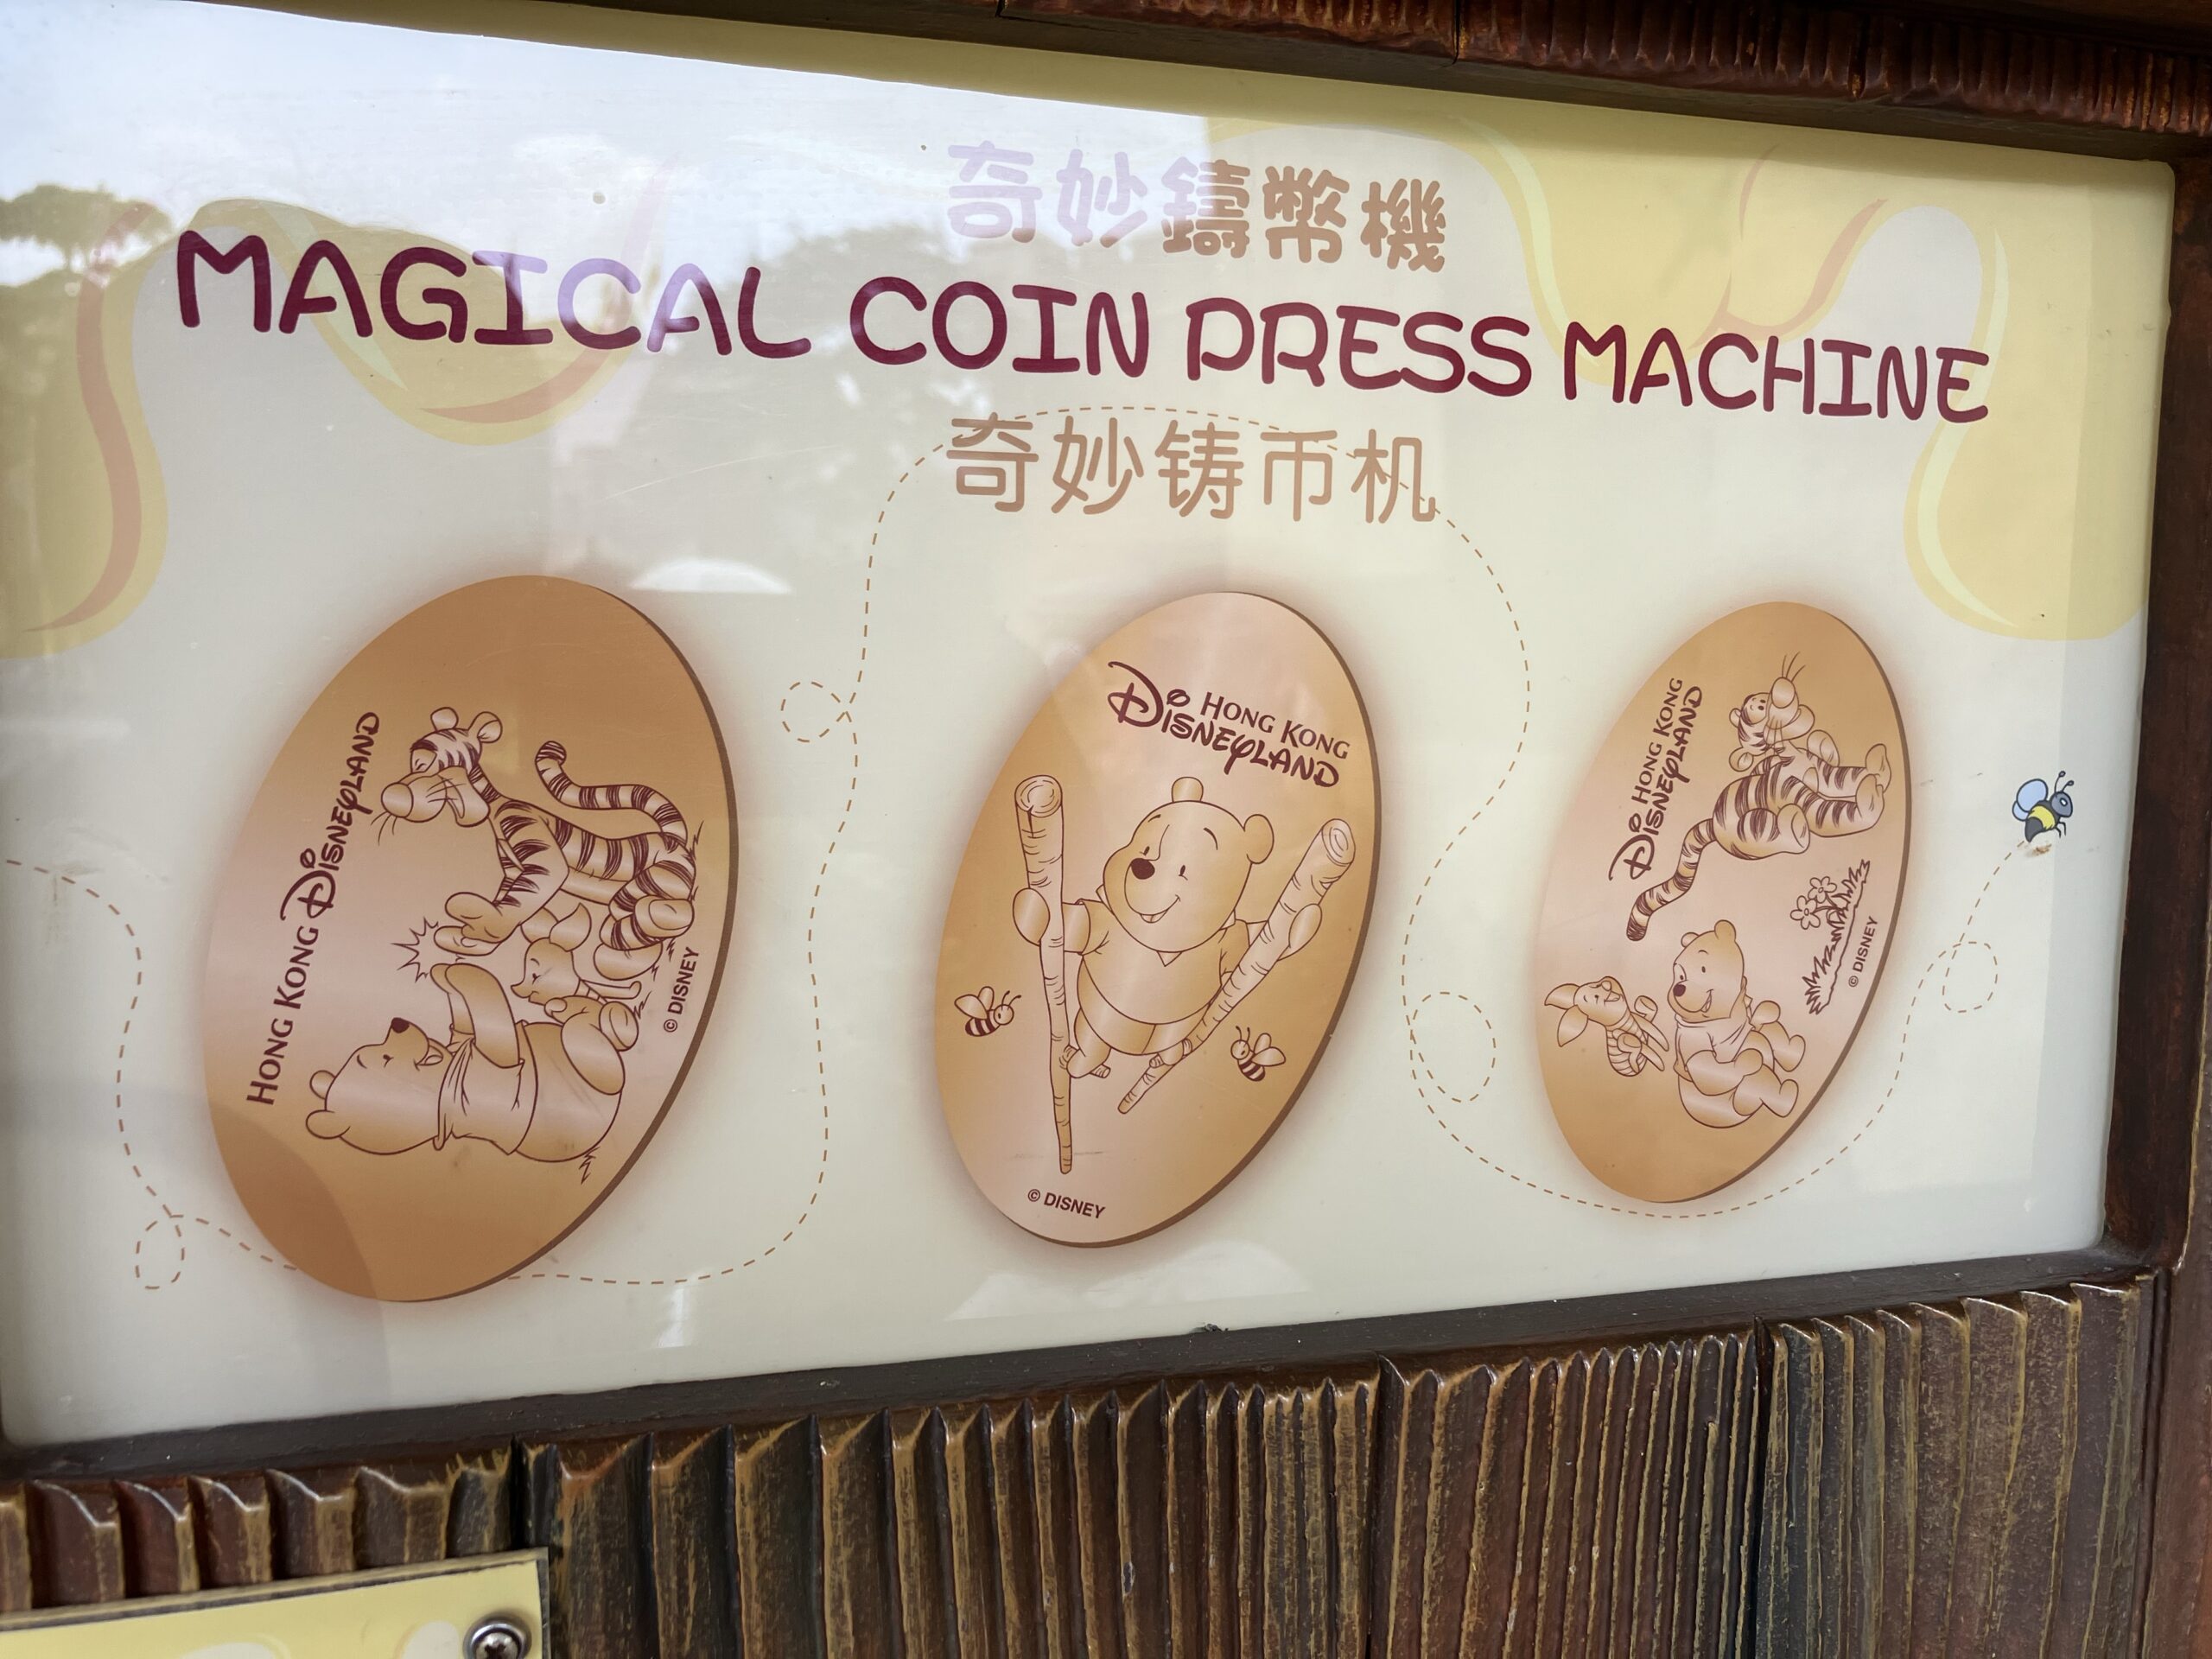 奇妙鑄幣機
MAGICAL COIN PRESS MACHINE
奇妙铸币机
HONG KONG DISNEYLAND
© DISNEY
HONG KONG
DISNEYLAND
© DISNEY
HONG KONG
DISNEYLAND
© DISNEY